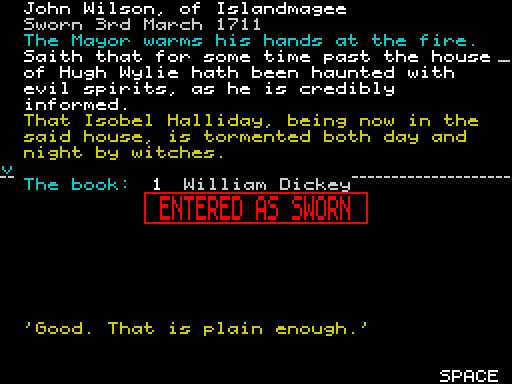 John Wilson, of Islandmagee
Sworn 3rd March 1711
The Mayor warms his hands at the fire.
Saith that for some time past the house
of Hugh Wylie hath been haunted with
evil spirits, as he is credibly
informed.
That Isobel Halliday, being now in the
said house, is tormented both day and
night by witches.
v
The book: 1 William Dickey
ENTERED AS SWORN
'Good. That is plain enough.'
SPACE